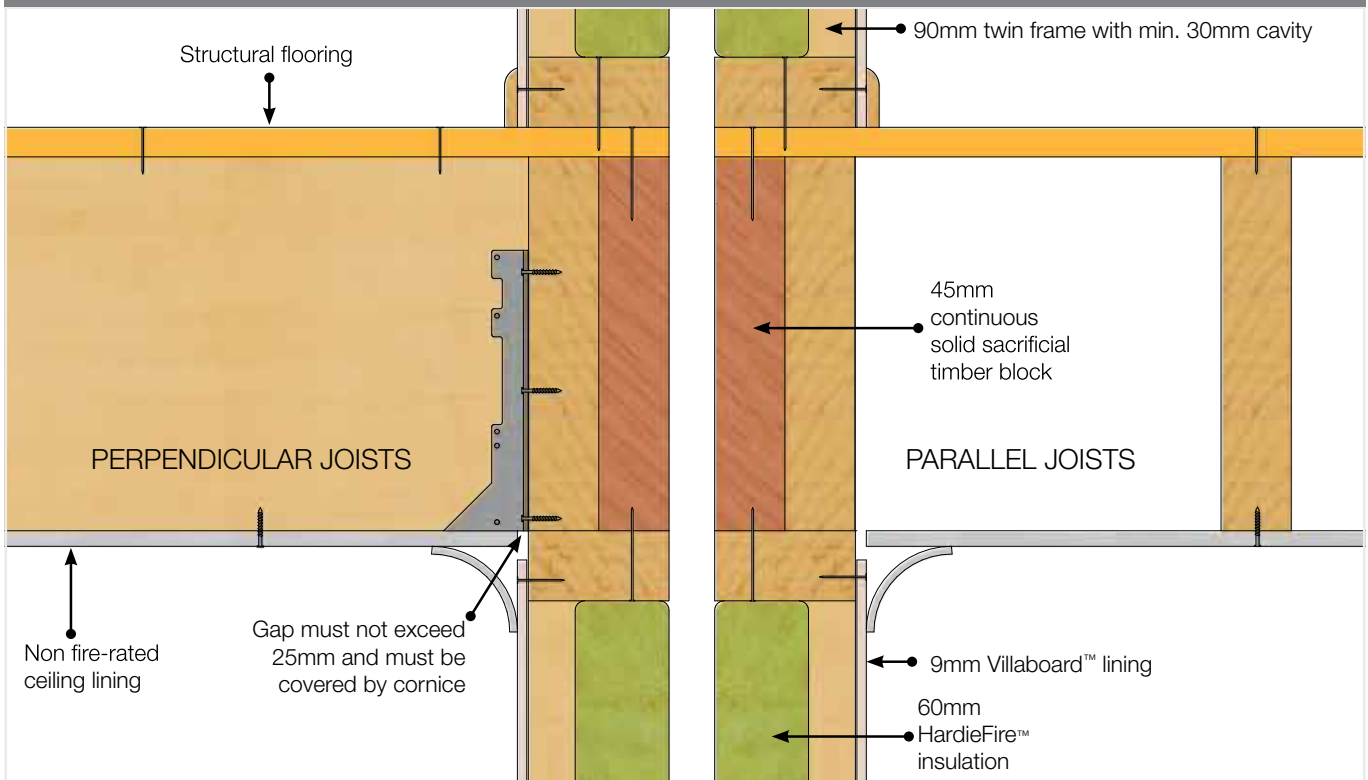 90mm twin frame with min. 30mm cavity
Structural flooring
45mm
continuous
solid sacrificial
timber block
PERPENDICULAR JOISTS
PARALLEL JOISTS
Non fire-rated
ceiling lining
Gap must not exceed
25mm and must be
covered by cornice
9mm Villaboard™ lining
60mm
HardieFire™
insulation